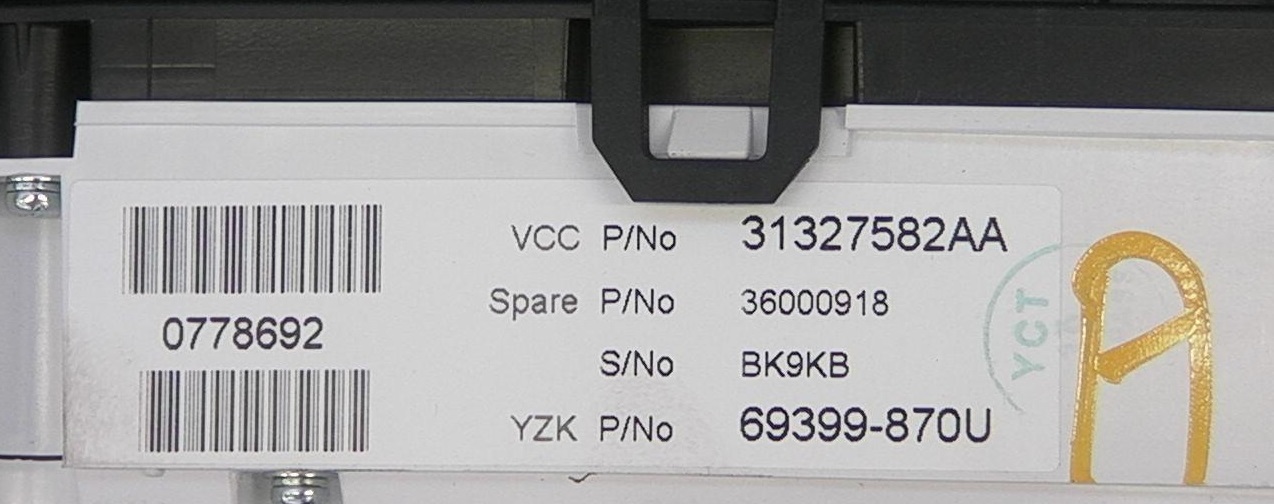 0778692
VCC P/No 31327582AA
Spare P/No 36000918
S/No BK9KB
YZK P/No 69399-870U
YCT
A